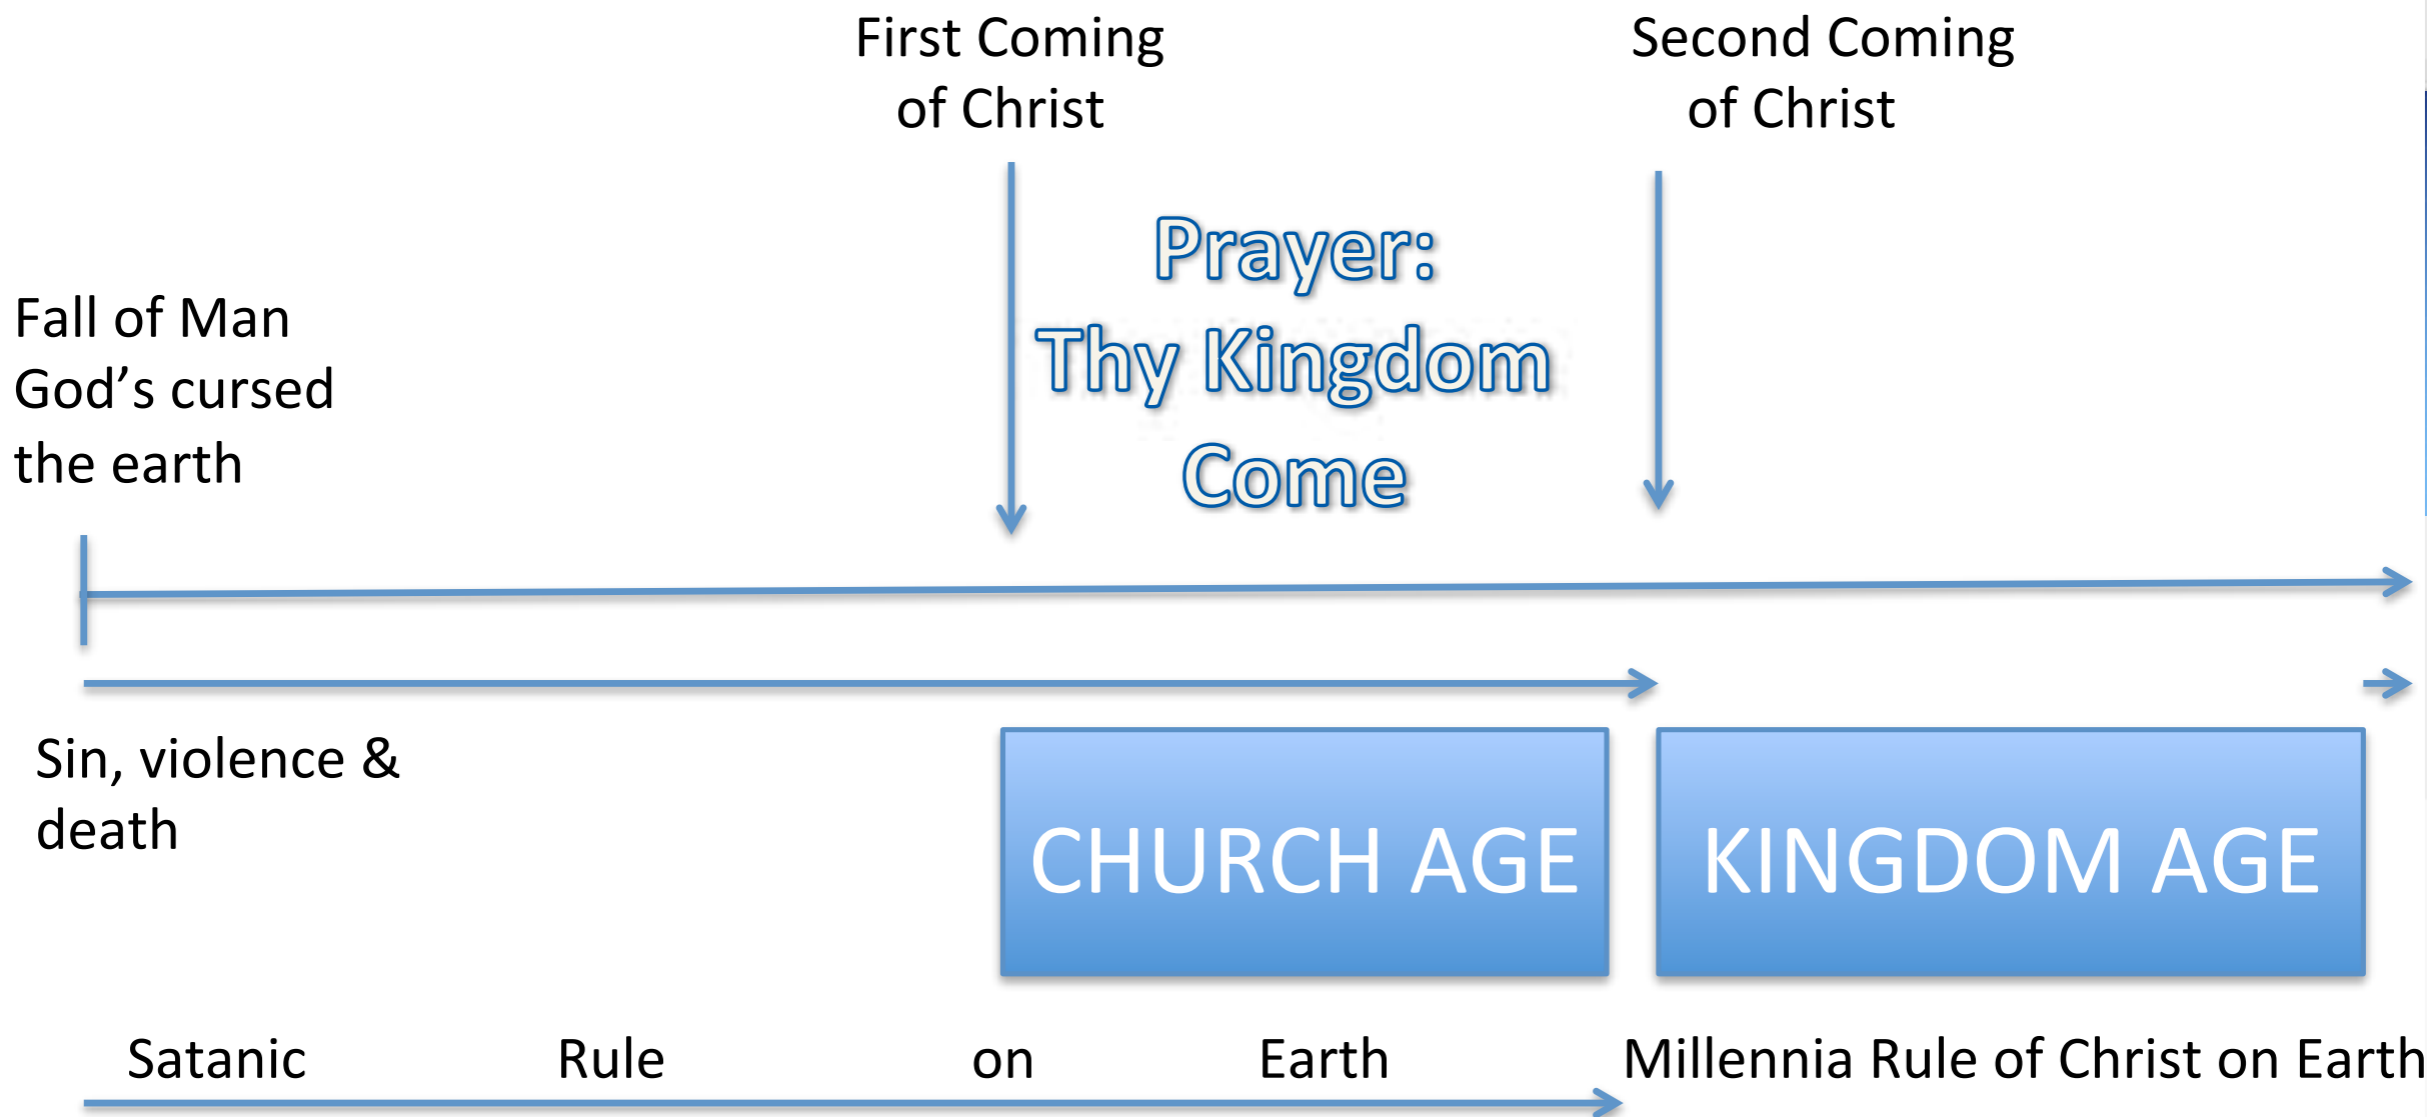 First Coming
of Christ
Second Coming
of Christ
Prayer:
Thy Kingdom
Come
Fall of Man
God’s cursed
the earth
Sin, violence &
death
CHURCH AGE
KINGDOM AGE
Satanic Rule on Earth
Millennia Rule of Christ on Earth